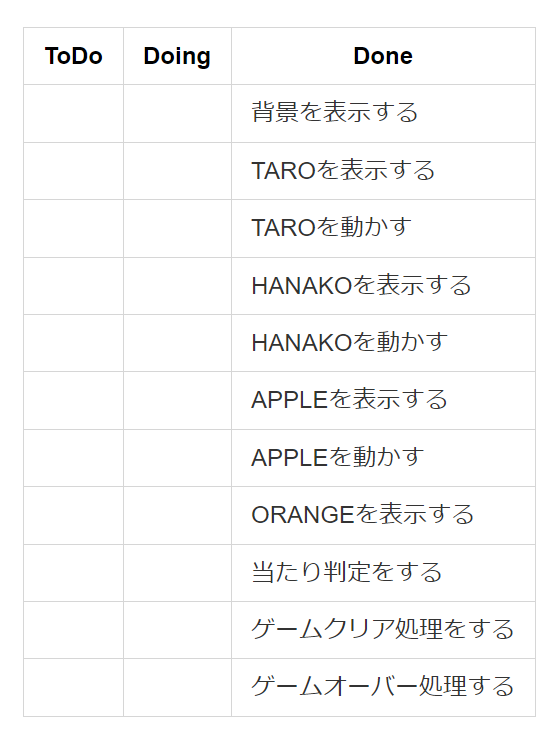 ToDo Doing Done
背景を表示する
TAROを表示する
TAROを動かす
HANAKOを表示する
HANAKOを動かす
APPLEを表示する
APPLEを動かす
ORANGEを表示する
当たり判定をする
ゲームクリア処理をする
ゲームオーバー処理する